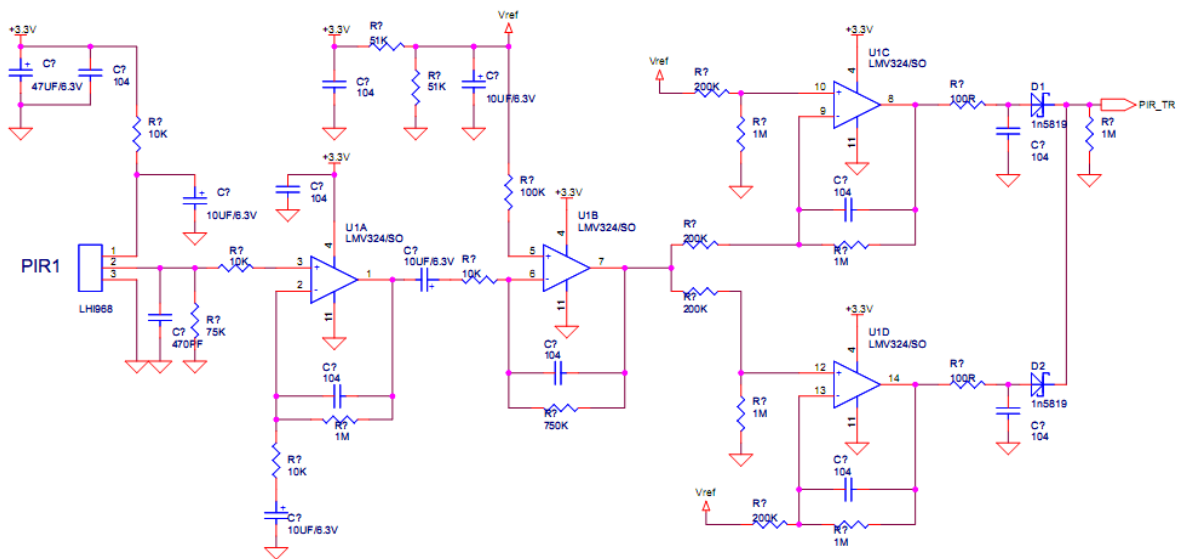 +3.3V
C?
47UF/6.3V
C?
104
R?
10K
C?
10UF/6.3V
PIR1
1
2
3
LHI968
C?
470PF
R?
75K
R?
10K
+3.3V
C?
104
R?
51K
R?
51K
C?
10UF/6.3V
Vref
+3.3V
C?
104
U1A
LMV324/SO
3
+
2
-
4
11
1
C?
104
R?
1M
R?
10K
C?
10UF/6.3V
C?
10UF/6.3V
R?
10K
R?
100K
+3.3V
U1B
LMV324/SO
5
+
6
-
4
11
7
C?
104
R?
750K
R?
200K
R?
200K
Vref
R?
200K
R?
1M
+3.3V
U1C
LMV324/SO
10
+
9
-
4
11
8
C?
104
R?
1M
R?
100R
C?
104
D1
1n5819
R?
1M
PIR_TR
R?
1M
+3.3V
U1D
LMV324/SO
12
+
13
-
4
11
14
C?
104
R?
1M
Vref
R?
200K
R?
100R
C?
104
D2
1n5819